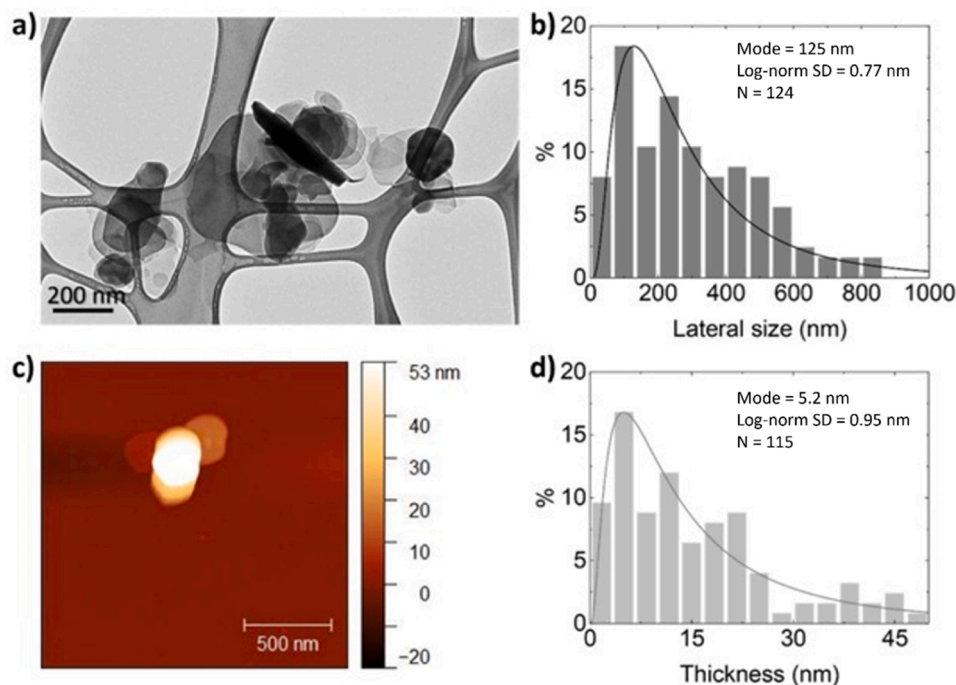 a)
200 nm
b)
20
15
10
5
0
%
Mode = 125 nm
Log-norm SD = 0.77 nm
N = 124
0 200 400 600 800 1000
Lateral size (nm)
c)
53 nm
40
30
20
10
0
−20
500 nm
d)
20
15
10
5
0
%
Mode = 5.2 nm
Log-norm SD = 0.95 nm
N = 115
0 15 30 45
Thickness (nm)